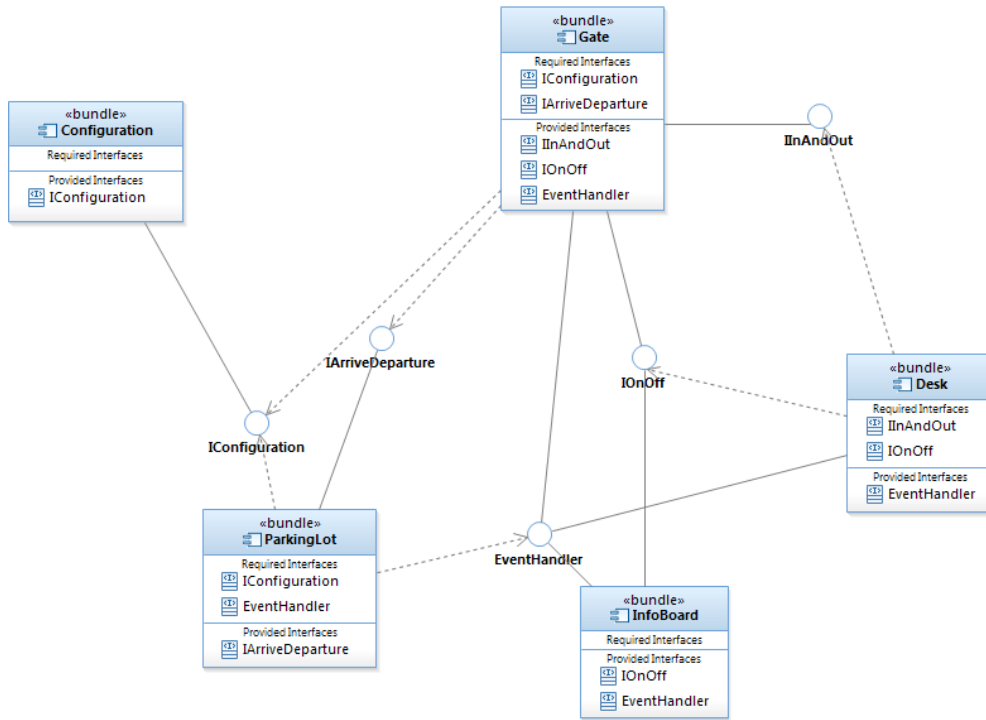 «bundle»
Gate
Required Interfaces
IConfiguration
IArriveDeparture
Provided Interfaces
IInAndOut
IOnOff
EventHandler
«bundle»
Configuration
Required Interfaces
Provided Interfaces
IConfiguration
IInAndOut
IArriveDeparture
IOnOff
«bundle»
Desk
Required Interfaces
IInAndOut
IOnOff
Provided Interfaces
EventHandler
IConfiguration
«bundle»
ParkingLot
Required Interfaces
IConfiguration
EventHandler
Provided Interfaces
IArriveDeparture
EventHandler
«bundle»
InfoBoard
Required Interfaces
Provided Interfaces
IOnOff
EventHandler